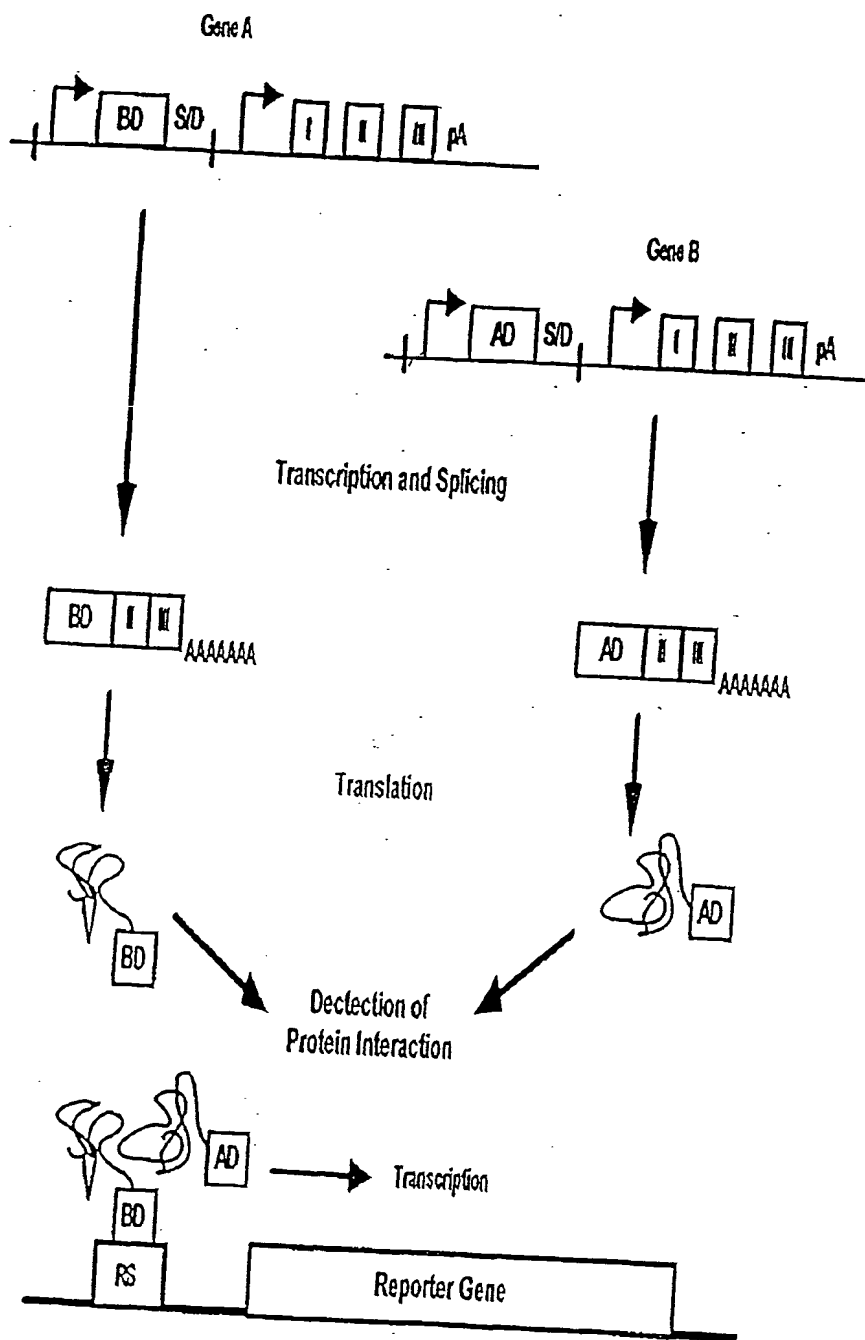 Gene A
BD S/D I II III pA
Gene B
AD S/D I II III pA
Transcription and Splicing
BD II III
AAAAAAA
AD II III
AAAAAAA
Translation
BD
AD
Dectection of
Protein Interaction
AD
Transcription
BD
RS
Reporter Gene